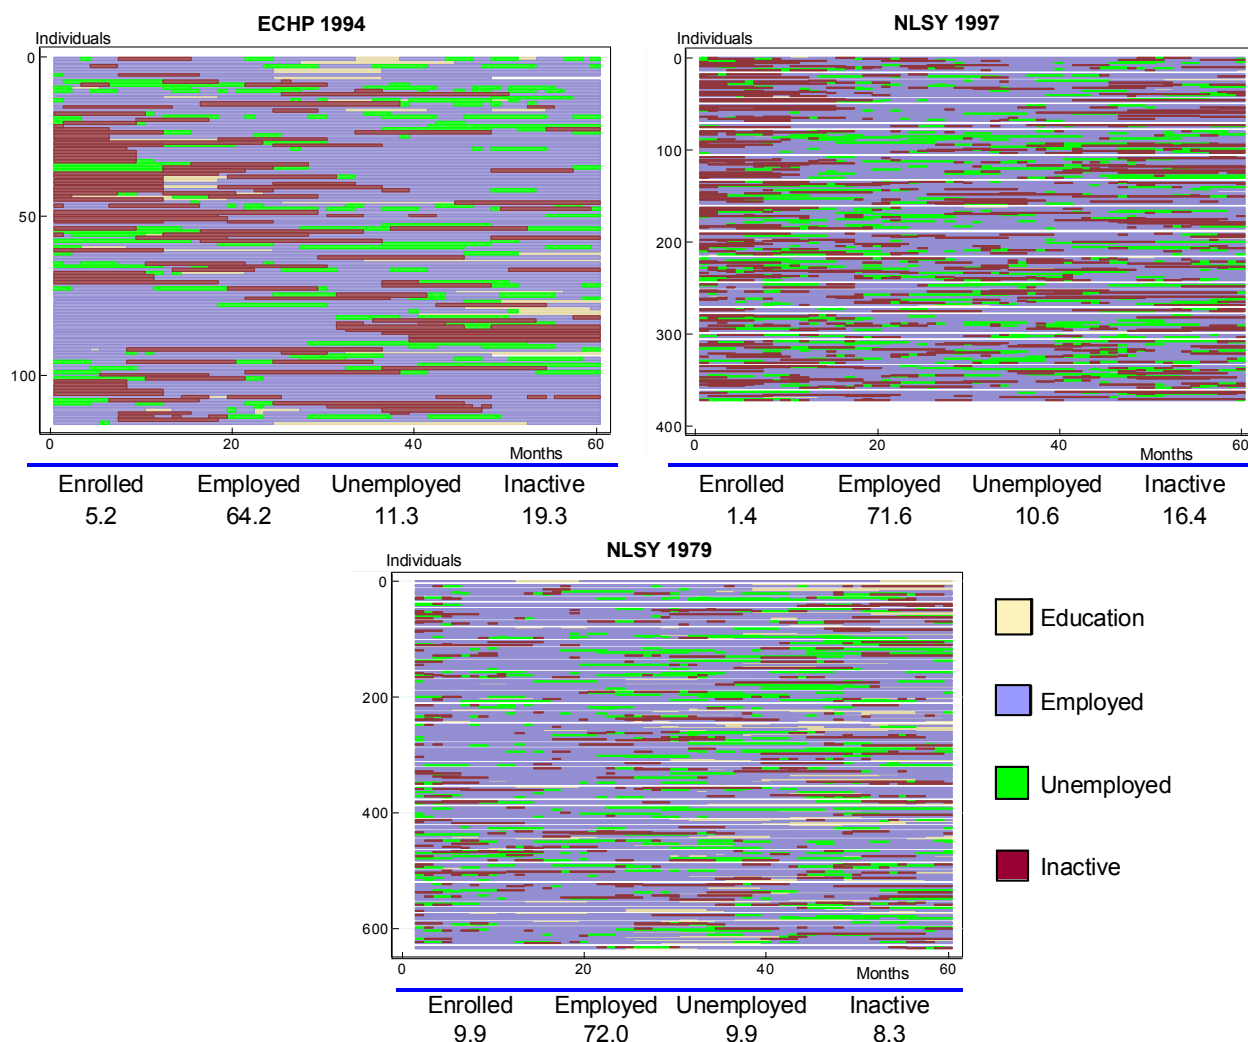 ECHP 1994
Individuals
0
50
100
0 20 40 60
Months
Enrolled Employed Unemployed Inactive
5.2 64.2 11.3 19.3
NLSY 1997
Individuals
0
100
200
300
400
0 20 40 60
Months
Enrolled Employed Unemployed Inactive
1.4 71.6 10.6 16.4
NLSY 1979
Individuals
0
200
400
600
0 20 40 60
Months
Enrolled Employed Unemployed Inactive
9.9 72.0 9.9 8.3
Education
Employed
Unemployed
Inactive